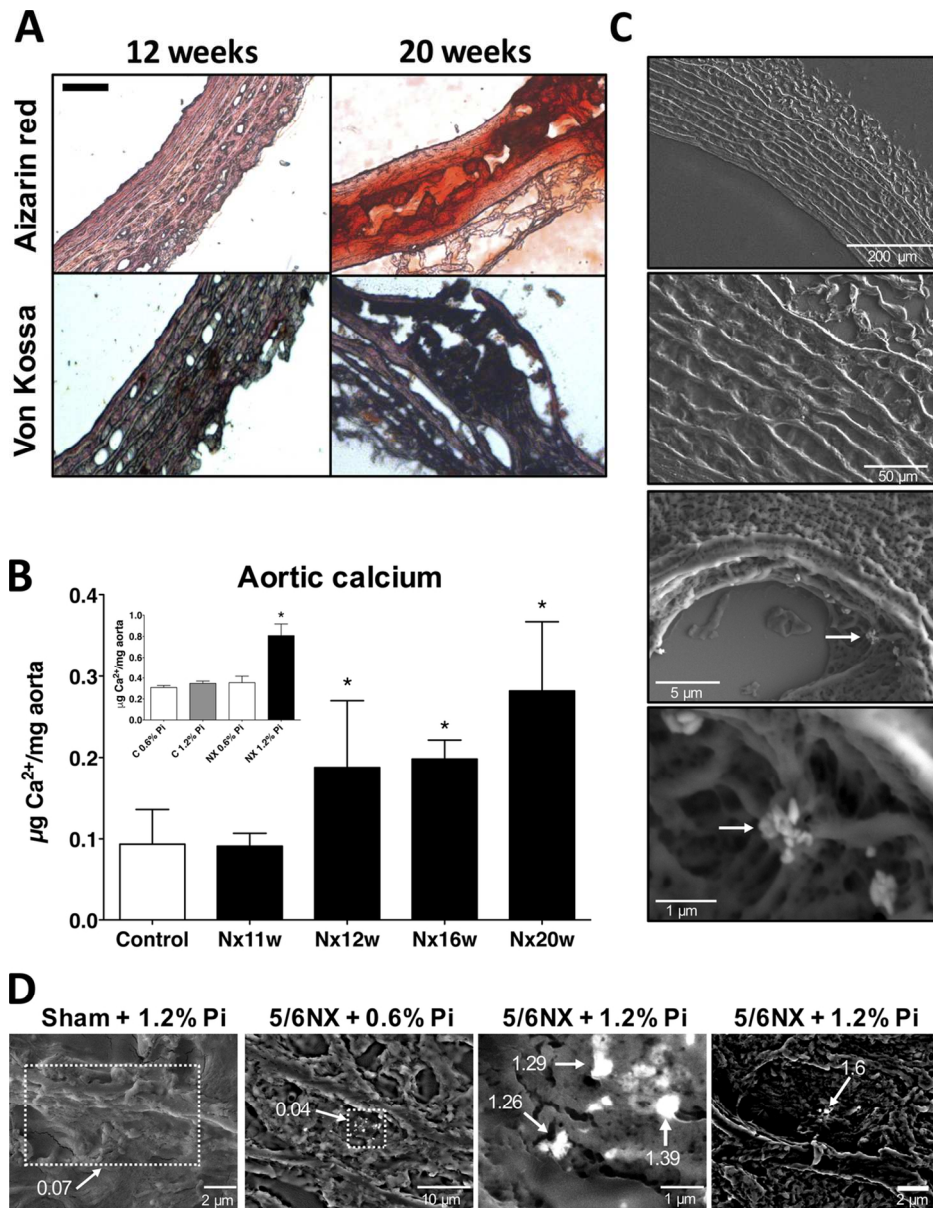 A
12 weeks
20 weeks
Aizarin red
Von Kossa
C
200 µm
50 µm
5 µm
1 µm
B
Aortic calcium
µg Ca²⁺/mg aorta
0.4
0.3
0.2
0.1
0.0
Control
Nx11w
Nx12w
Nx16w
Nx20w
*
*
*
*
µg Ca²⁺/mg aorta
1.0
0.8
0.6
0.4
0.2
0.0
C 0.6% Pi
C 1.2% Pi
NX 0.6% Pi
NX 1.2% Pi
*
D
Sham + 1.2% Pi
5/6NX + 0.6% Pi
5/6NX + 1.2% Pi
5/6NX + 1.2% Pi
0.07
2 µm
0.04
10 µm
1.29
1.26
1.39
1 µm
1.6
2 µm